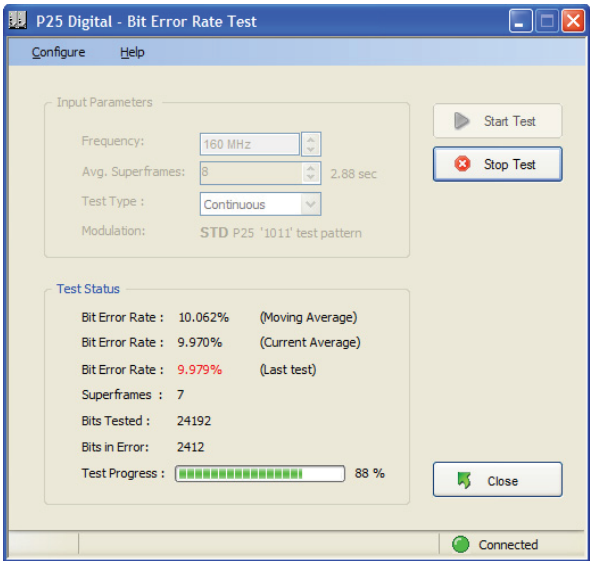 P25 Digital - Bit Error Rate Test
Configure Help
Input Parameters
Frequency: 160 MHz
Avg. Superframes: 8 2.88 sec
Test Type : Continuous
Modulation: STD P25 '1011' test pattern
Start Test
Stop Test
Test Status
Bit Error Rate : 10.062% (Moving Average)
Bit Error Rate : 9.970% (Current Average)
Bit Error Rate : 9.979% (Last test)
Superframes : 7
Bits Tested : 24192
Bits in Error: 2412
Test Progress : 88 %
Close
Connected